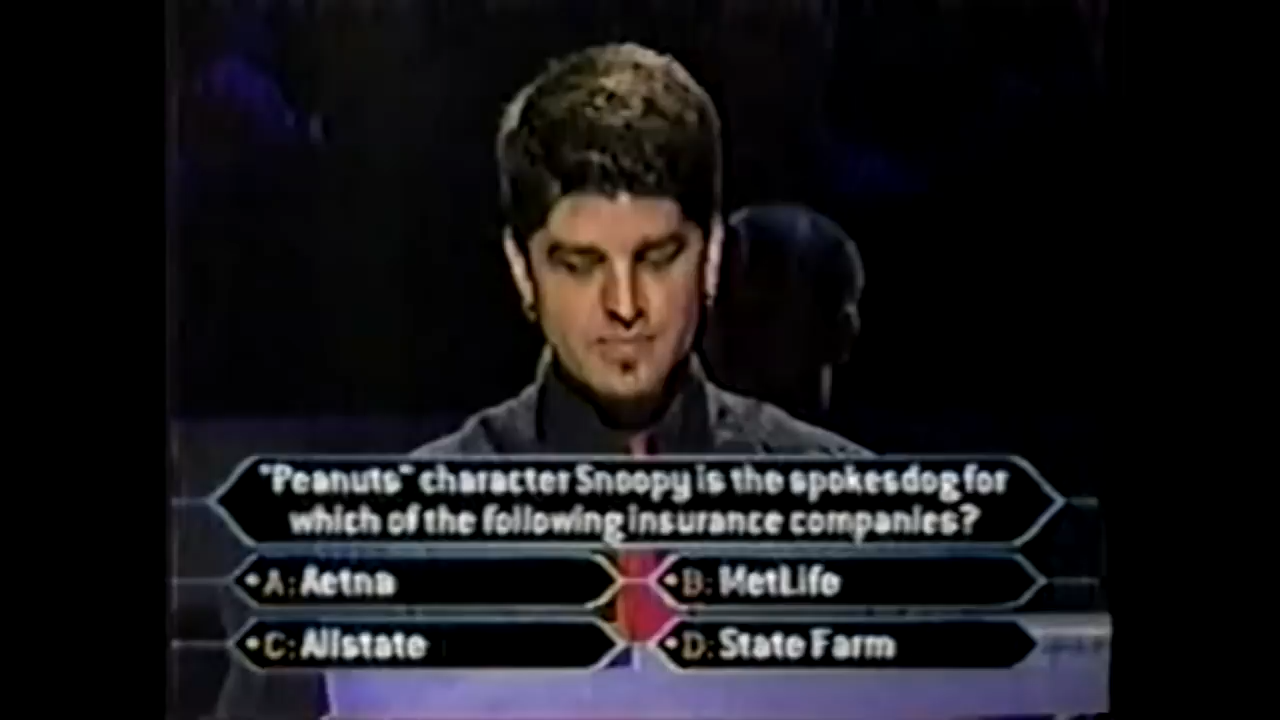 "Peanuts" character Snoopy is the spokesdog for
which of the following insurance companies?
A: Aetna
B: MetLife
C: Allstate
D: State Farm